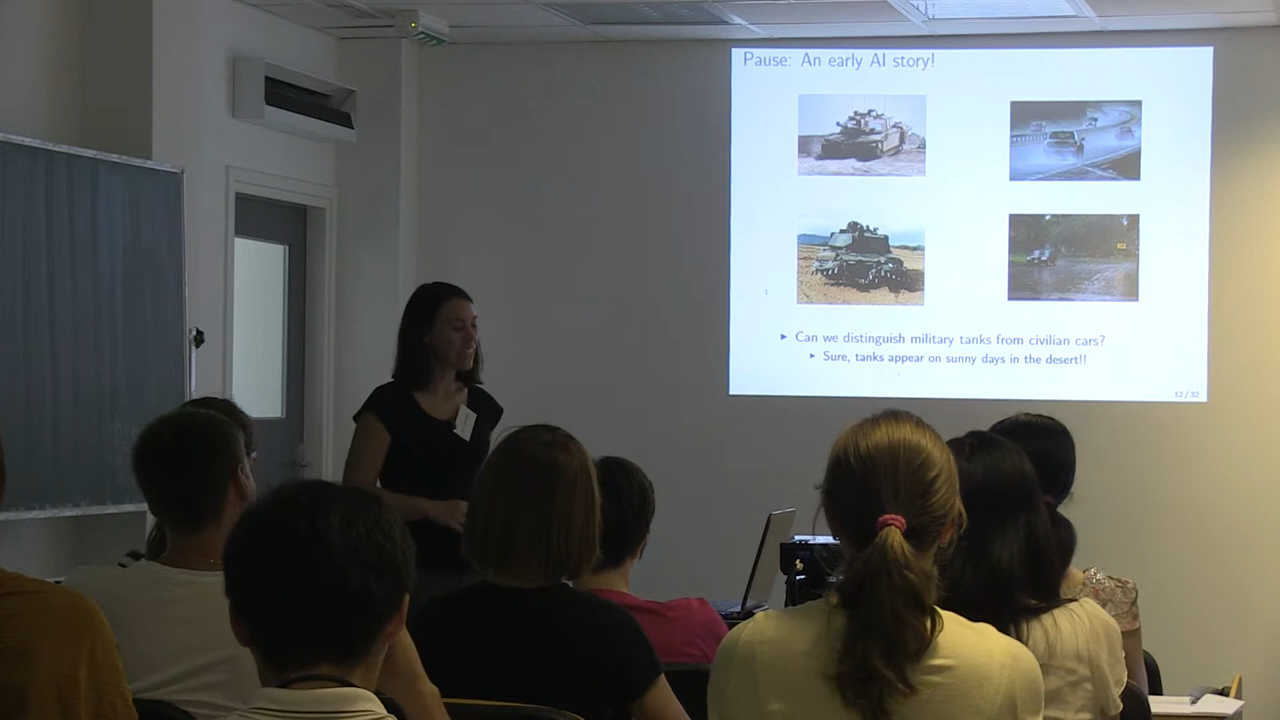 Pause: An early AI story!
▶ Can we distinguish military tanks from civilian cars?
▶ Sure, tanks appear on sunny days in the desert!!
12/32